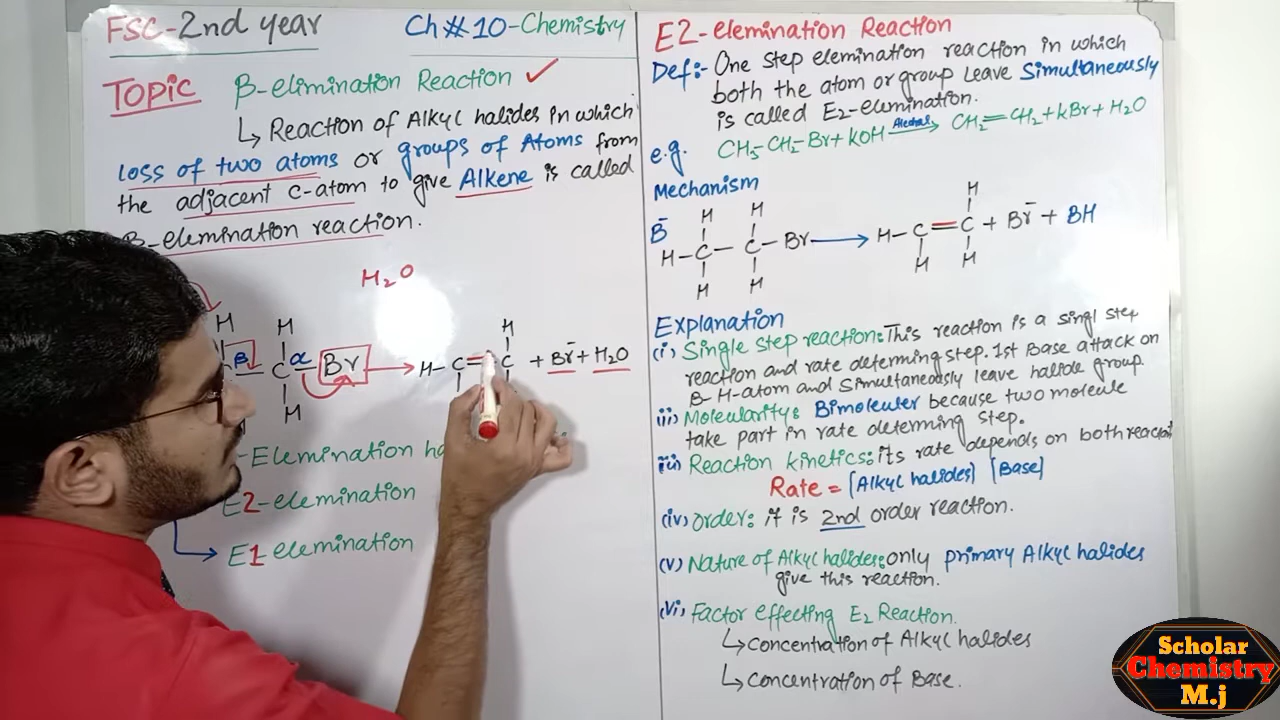 FSC-2nd year
Ch#10-Chemistry
TOPIC β-elimination Reaction ✓
↳ Reaction of Alkyl halides in which
loss of two atoms or groups of Atoms from
the adjacent C-atom to give Alkene is called
β-elemination reaction.
H2O
H H H
β C α Br → H-C=C + Br⁻ + H2O
H
-Elemination
E2-elemination
E1 elemination
E2-elemination Reaction
Def:- One step elemination reaction in which
both the atom or group leave Simultaneously
is called E2-elemination.
e.g. CH3-CH2-Br+KOH Alcohol→ CH2=CH2+KBr+H2O
Mechanism
B⁻ H H H
H-C-C-Br → H-C=C + Br⁻ + BH
H H H H
Explanation
(i) Single step reaction: This reaction is a singl step
reaction and rate determing step. 1st Base attack on
β-H-atom and Simultaneously leave halide group
(ii) Molecularity: Bimoleuler because two molecule
take part in rate determing step.
(iii) Reaction kinetics: its rate depends on both
Rate = [Alkyl halides] [Base]
(iv) Order: it is 2nd order reaction.
(v) Nature of Alkyl halides: only primary Alkyl halides
give this reaction.
(vi) Factor effecting E2 Reaction.
↳ concentration of Alkyl halides
↳ concentration of Base.
Scholar
Chemistry
M.j